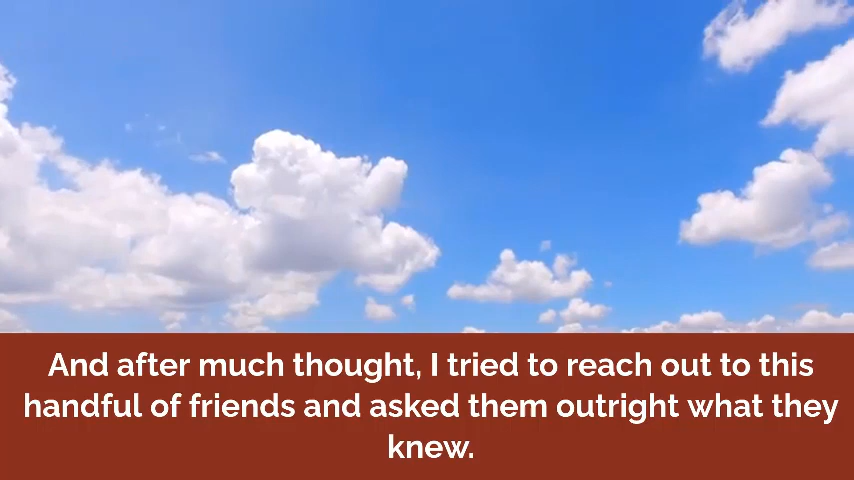 And after much thought, I tried to reach out to this
handful of friends and asked them outright what they
knew.